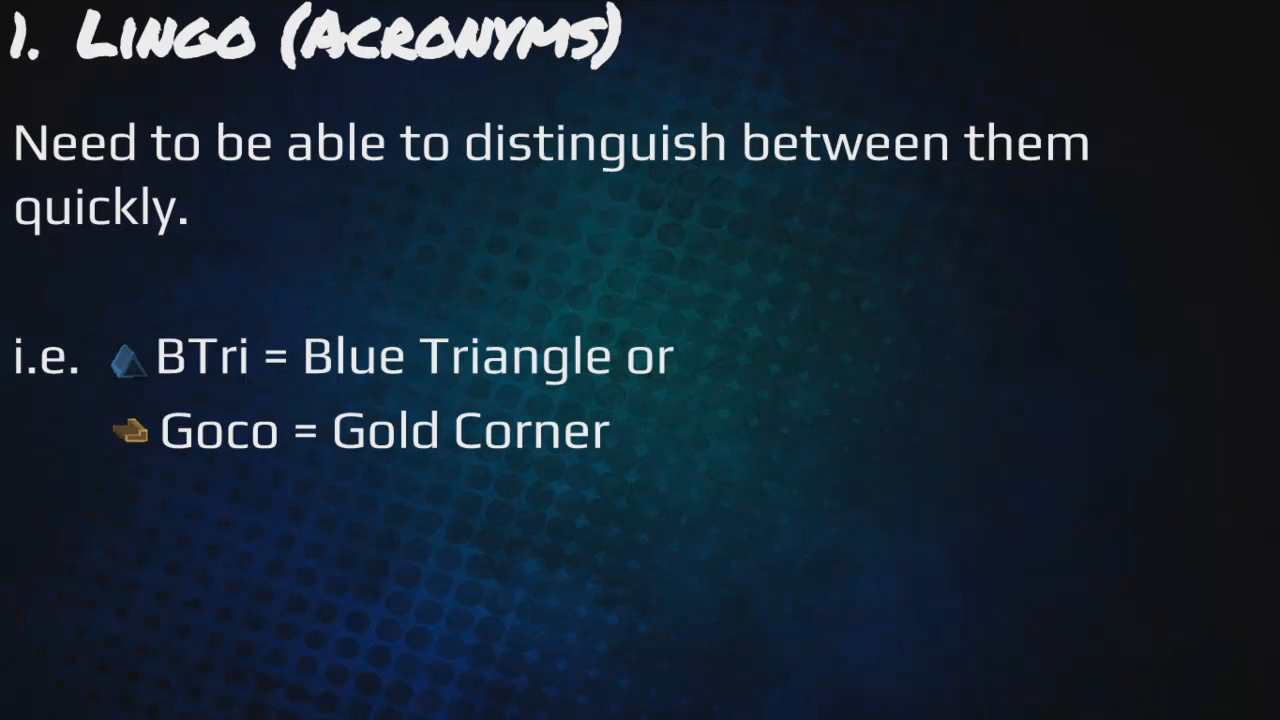 1. Lingo (Acronyms)
Need to be able to distinguish between them
quickly.
i.e. BTri = Blue Triangle or
Goco = Gold Corner